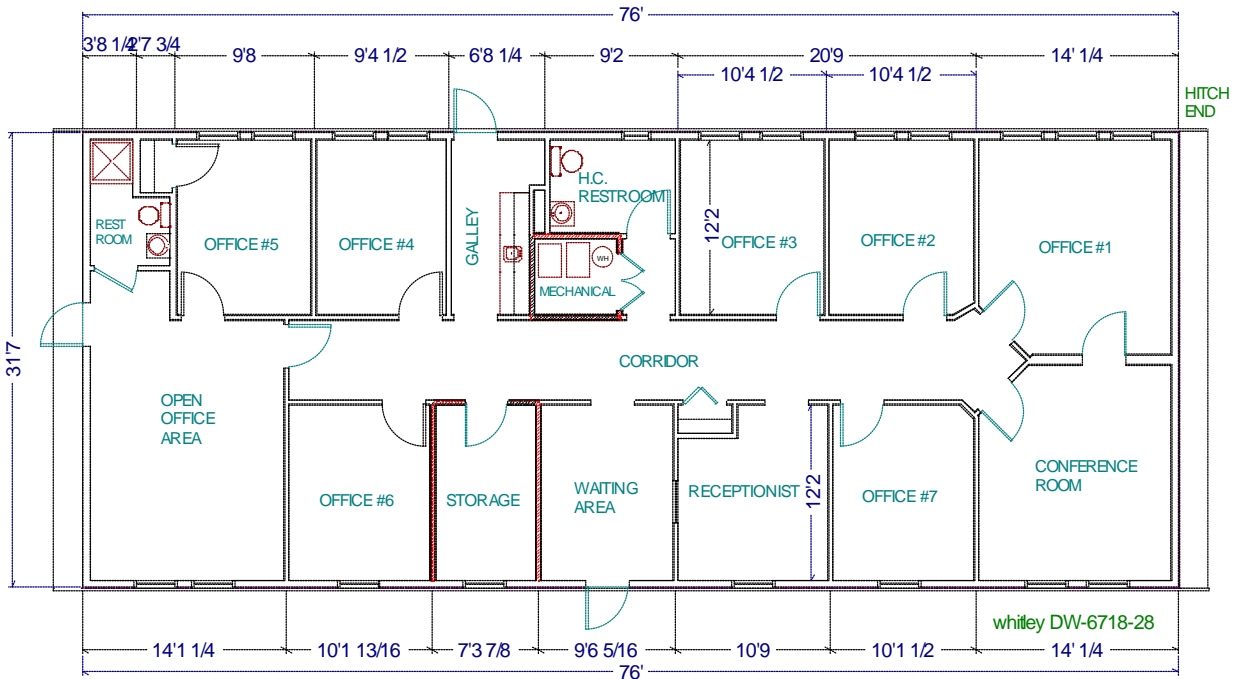 76'
3'8 1/4
2'7 3/4
9'8
9'4 1/2
6'8 1/4
9'2
20'9
14' 1/4
10'4 1/2
10'4 1/2
HITCH
END
H.C.
RESTROOM
REST
ROOM
OFFICE #5
OFFICE #4
GALLEY
12'2
OFFICE #3
OFFICE #2
OFFICE #1
WH
MECHANICAL
31'7
CORRIDOR
OPEN
OFFICE
AREA
OFFICE #6
STORAGE
WAITING
AREA
RECEPTIONIST
12'2
OFFICE #7
CONFERENCE
ROOM
whitley DW-6718-28
14'1 1/4
10'1 13/16
7'3 7/8
9'6 5/16
10'9
10'1 1/2
14' 1/4
76'